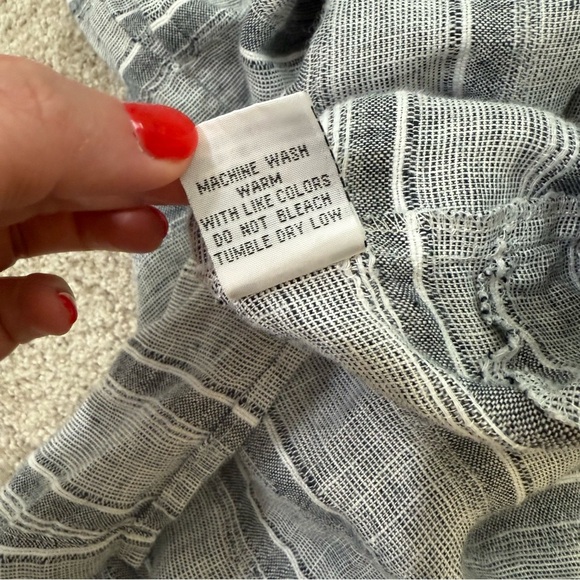 MACHINE WASH
WARM
WITH LIKE COLORS
DO NOT BLEACH
TUMBLE DRY LOW